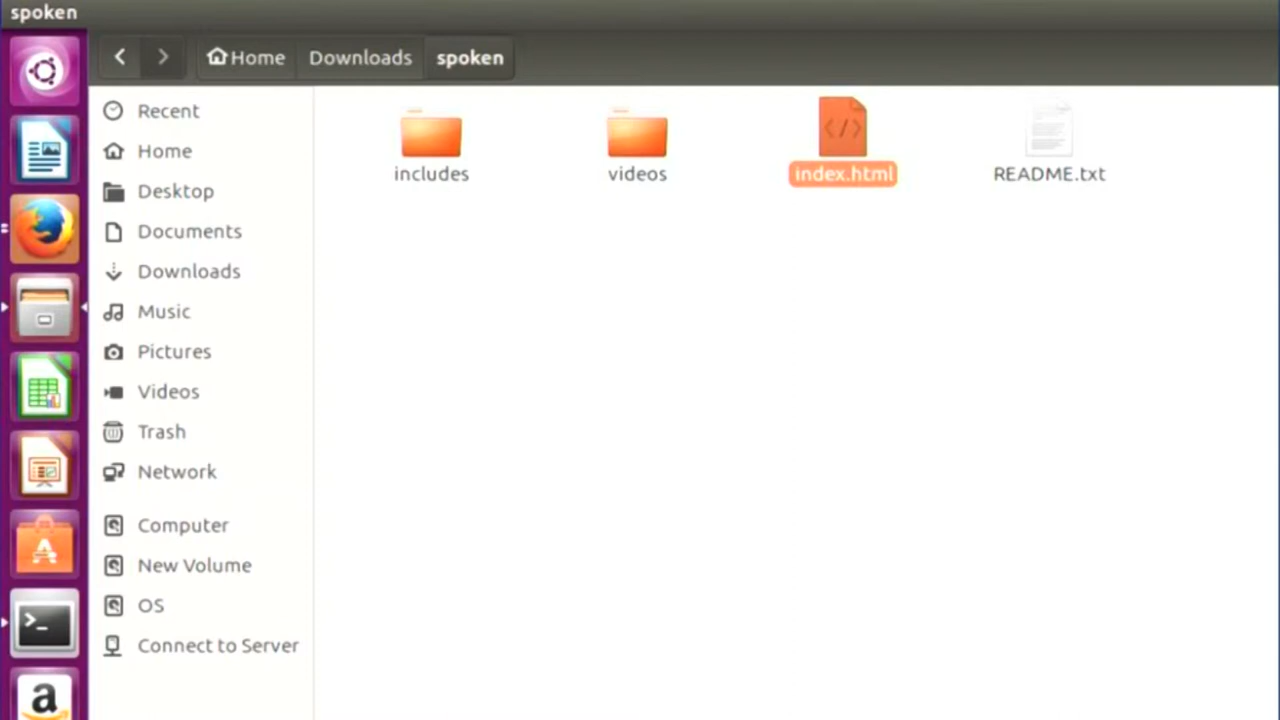 spoken
Home Downloads spoken
Recent
Home
Desktop
Documents
Downloads
Music
Pictures
Videos
Trash
Network
Computer
New Volume
OS
Connect to Server
includes videos index.html README.txt